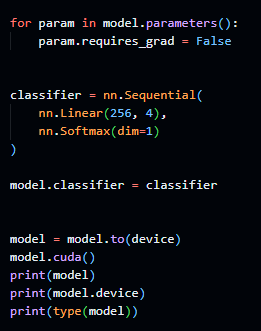 for param in model.parameters():
    param.requires_grad = False
classifier = nn.Sequential(
    nn.Linear(256, 4),
    nn.Softmax(dim=1)
)
model.classifier = classifier
model = model.to(device)
model.cuda()
print(model)
print(model.device)
print(type(model))